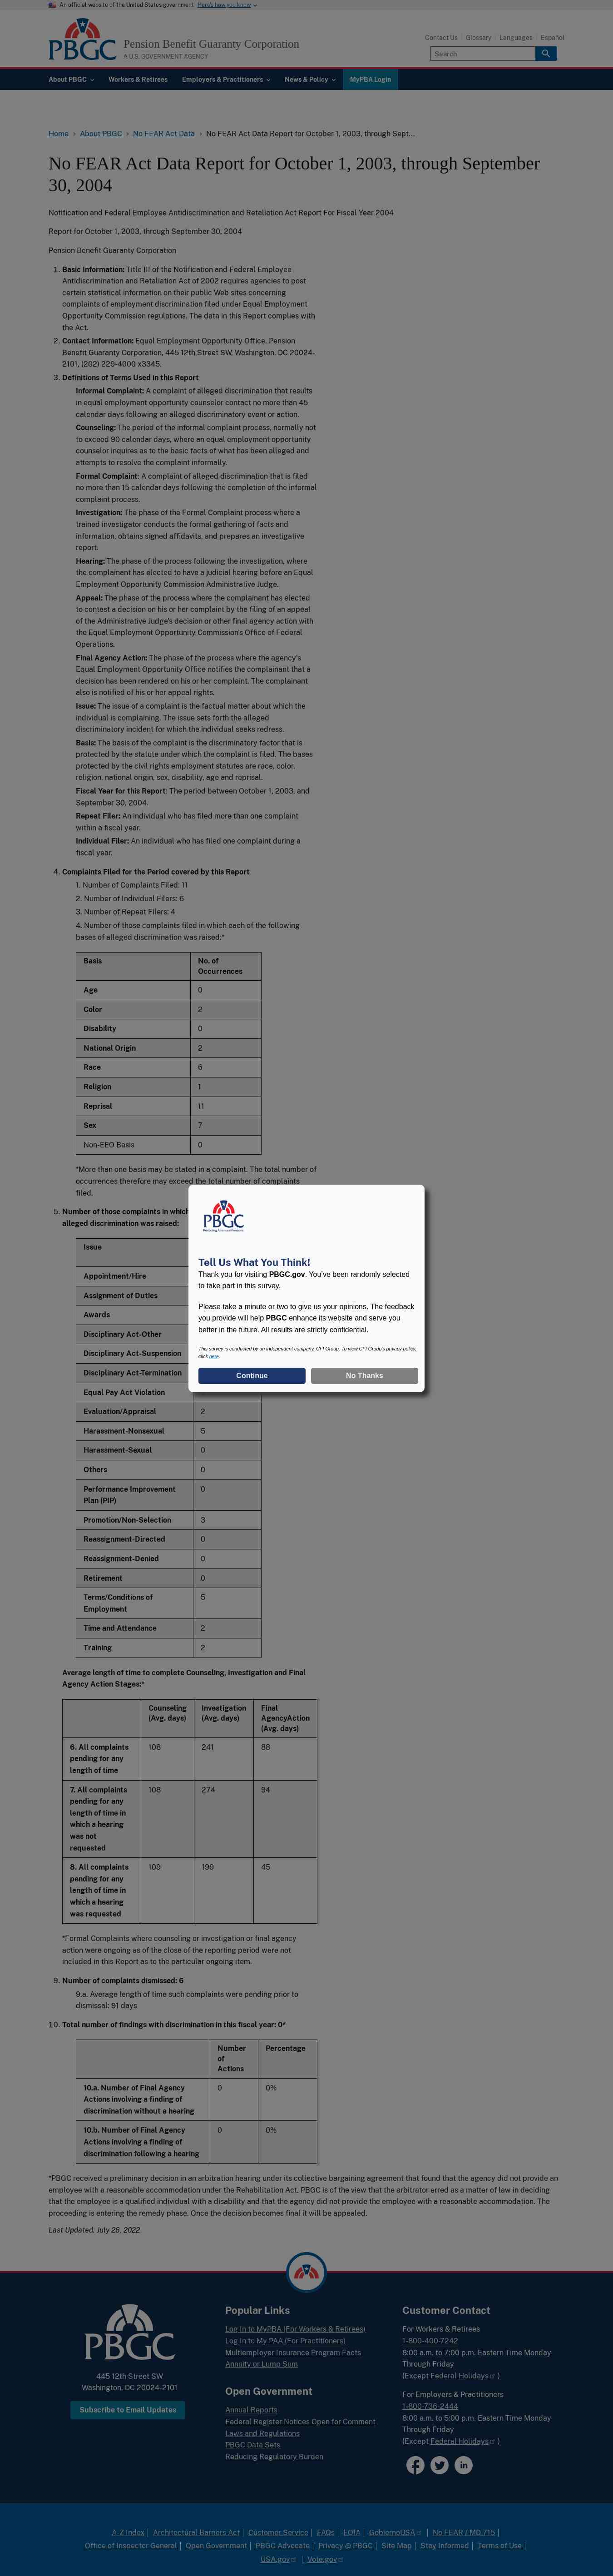 An official website of the United States government Here's how you know
Contact Us Glossary Languages Español
PBGC Pension Benefit Guaranty Corporation
A U.S. GOVERNMENT AGENCY
Search
About PBGC Workers & Retirees Employers & Practitioners News & Policy MyPBA Login
Home > About PBGC > No FEAR Act Data > No FEAR Act Data Report for October 1, 2003, through Sept...
No FEAR Act Data Report for October 1, 2003, through September
30, 2004
Notification and Federal Employee Antidiscrimination and Retaliation Act Report For Fiscal Year 2004
Report for October 1, 2003, through September 30, 2004
Pension Benefit Guaranty Corporation
1. Basic Information: Title III of the Notification and Federal Employee
Antidiscrimination and Retaliation Act of 2002 requires agencies to post
certain statistical information on their public Web sites concerning
complaints of employment discrimination filed under Equal Employment
Opportunity Commission regulations. The data in this Report complies with
the Act.
2. Contact Information: Equal Employment Opportunity Office, Pension
Benefit Guaranty Corporation, 445 12th Street SW, Washington, DC 20024-
2101, (202) 229-4000 x3345.
3. Definitions of Terms Used in this Report
Informal Complaint: A complaint of alleged discrimination that results
in equal employment opportunity counselor contact no more than 45
calendar days following an alleged discriminatory event or action.
Counseling: The period of the informal complaint process, normally not
to exceed 90 calendar days, where an equal employment opportunity
counselor inquires as to the basic facts of what has been alleged and
attempts to resolve the complaint informally.
Formal Complaint: A complaint of alleged discrimination that is filed
no more than 15 calendar days following the completion of the informal
complaint process.
Investigation: The phase of the Formal Complaint process where a
trained investigator conducts the formal gathering of facts and
information, obtains signed affidavits, and prepares an investigative
report.
Hearing: The phase of the process following the investigation, where
the complainant has elected to have a judicial hearing before an Equal
Employment Opportunity Commission Administrative Judge.
Appeal: The phase of the process where the complainant has elected
to contest a decision on his or her complaint by the filing of an appeal
of the Administrative Judge's decision or other final agency action with
the Equal Employment Opportunity Commission's Office of Federal
Operations.
Final Agency Action: The phase of the process where the agency's
Equal Employment Opportunity Office notifies the complainant that a
decision has been rendered on his or her complaint. The complainant
also is notified of his or her appeal rights.
Issue: The issue of a complaint is the factual matter about which the
individual is complaining. The issue sets forth the alleged
discriminatory incident for which the individual seeks redress.
Basis: The basis of the complaint is the discriminatory factor that is
protected by the statute under which the complaint is filed. The bases
protected by the civil rights employment statutes are race, color,
religion, national origin, sex, disability, age and reprisal.
Fiscal Year for this Report: The period between October 1, 2003, and
September 30, 2004.
Repeat Filer: An individual who has filed more than one complaint
within a fiscal year.
Individual Filer: An individual who has filed one complaint during a
fiscal year.
4. Complaints Filed for the Period covered by this Report
1. Number of Complaints Filed: 11
2. Number of Individual Filers: 6
3. Number of Repeat Filers: 4
4. Number of those complaints filed in which each of the following
bases of alleged discrimination was raised:*
Basis No. of
Occurrences
Age 0
Color 2
Disability 0
National Origin 2
Race 6
Religion 1
Reprisal 11
Sex 7
Non-EEO Basis 0
*More than one basis may be stated in a complaint. The total number of
occurrences therefore may exceed the total number of complaints
filed.
5. Number of those complaints in which
alleged discrimination was raised:
Issue
Appointment/Hire
Assignment of Duties
Awards
Disciplinary Act-Other
Disciplinary Act-Suspension
Disciplinary Act-Termination
Equal Pay Act Violation
Evaluation/Appraisal 2
Harassment-Nonsexual 5
Harassment-Sexual 0
Others 0
Performance Improvement 0
Plan (PIP)
Promotion/Non-Selection 3
Reassignment-Directed 0
Reassignment-Denied 0
Retirement 0
Terms/Conditions of 5
Employment
Time and Attendance 2
Training 2
PBGC
Protecting America's Pensions
Tell Us What You Think!
Thank you for visiting PBGC.gov. You've been randomly selected
to take part in this survey.
Please take a minute or two to give us your opinions. The feedback
you provide will help PBGC enhance its website and serve you
better in the future. All results are strictly confidential.
This survey is conducted by an independent company, CFI Group. To view CFI Group's privacy policy,
click here.
Continue No Thanks
Average length of time to complete Counseling, Investigation and Final
Agency Action Stages:*
Counseling Investigation Final
(Avg. days) (Avg. days) AgencyAction
(Avg. days)
6. All complaints 108 241 88
pending for any
length of time
7. All complaints 108 274 94
pending for any
length of time in
which a hearing
was not
requested
8. All complaints 109 199 45
pending for any
length of time in
which a hearing
was requested
*Formal Complaints where counseling or investigation or final agency
action were ongoing as of the close of the reporting period were not
included in this Report as to the particular ongoing item.
9. Number of complaints dismissed: 6
9.a. Average length of time such complaints were pending prior to
dismissal: 91 days
10. Total number of findings with discrimination in this fiscal year: 0*
Number Percentage
of
Actions
10.a. Number of Final Agency 0 0%
Actions involving a finding of
discrimination without a hearing
10.b. Number of Final Agency 0 0%
Actions involving a finding of
discrimination following a hearing
*PBGC received a preliminary decision in an arbitration hearing under its collective bargaining agreement that found that the agency did not provide an
employee with a reasonable accommodation under the Rehabilitation Act. PBGC is of the view that the arbitrator erred as a matter of law in deciding
that the employee is a qualified individual with a disability and that the agency did not provide the employee with a reasonable accommodation. The
proceeding is entering the remedy phase. Once the decision becomes final it will be appealed.
Last Updated: July 26, 2022
PBGC
445 12th Street SW
Washington, DC 20024-2101
Subscribe to Email Updates
Popular Links
Log In to MyPBA (For Workers & Retirees)
Log In to My PAA (For Practitioners)
Multiemployer Insurance Program Facts
Annuity or Lump Sum
Open Government
Annual Reports
Federal Register Notices Open for Comment
Laws and Regulations
PBGC Data Sets
Reducing Regulatory Burden
Customer Contact
For Workers & Retirees
1-800-400-7242
8:00 a.m. to 7:00 p.m. Eastern Time Monday
Through Friday
(Except Federal Holidays )
For Employers & Practitioners
1-800-736-2444
8:00 a.m. to 5:00 p.m. Eastern Time Monday
Through Friday
(Except Federal Holidays )
A-Z Index | Architectural Barriers Act | Customer Service | FAQs | FOIA | GobiernoUSA | No FEAR / MD 715 |
Office of Inspector General | Open Government | PBGC Advocate | Privacy @ PBGC | Site Map | Stay Informed | Terms of Use |
USA.gov | Vote.gov